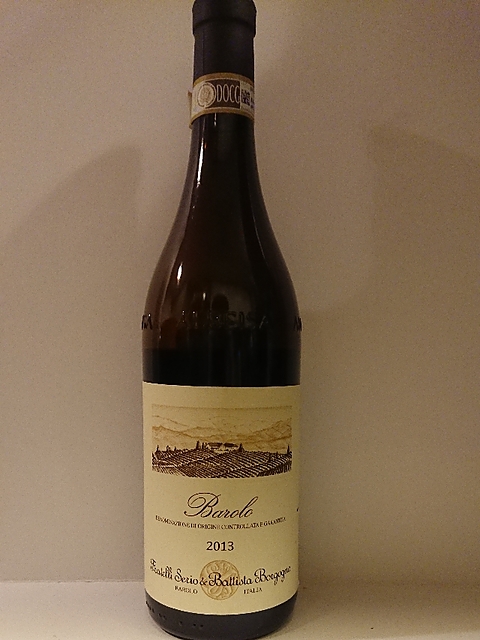 DOCG
Barolo
DENOMINAZIONE DI ORIGINE CONTROLLATA E GARANTITA
2013
Fratelli Serio & Battista Borgogno
BAROLO ITALIA